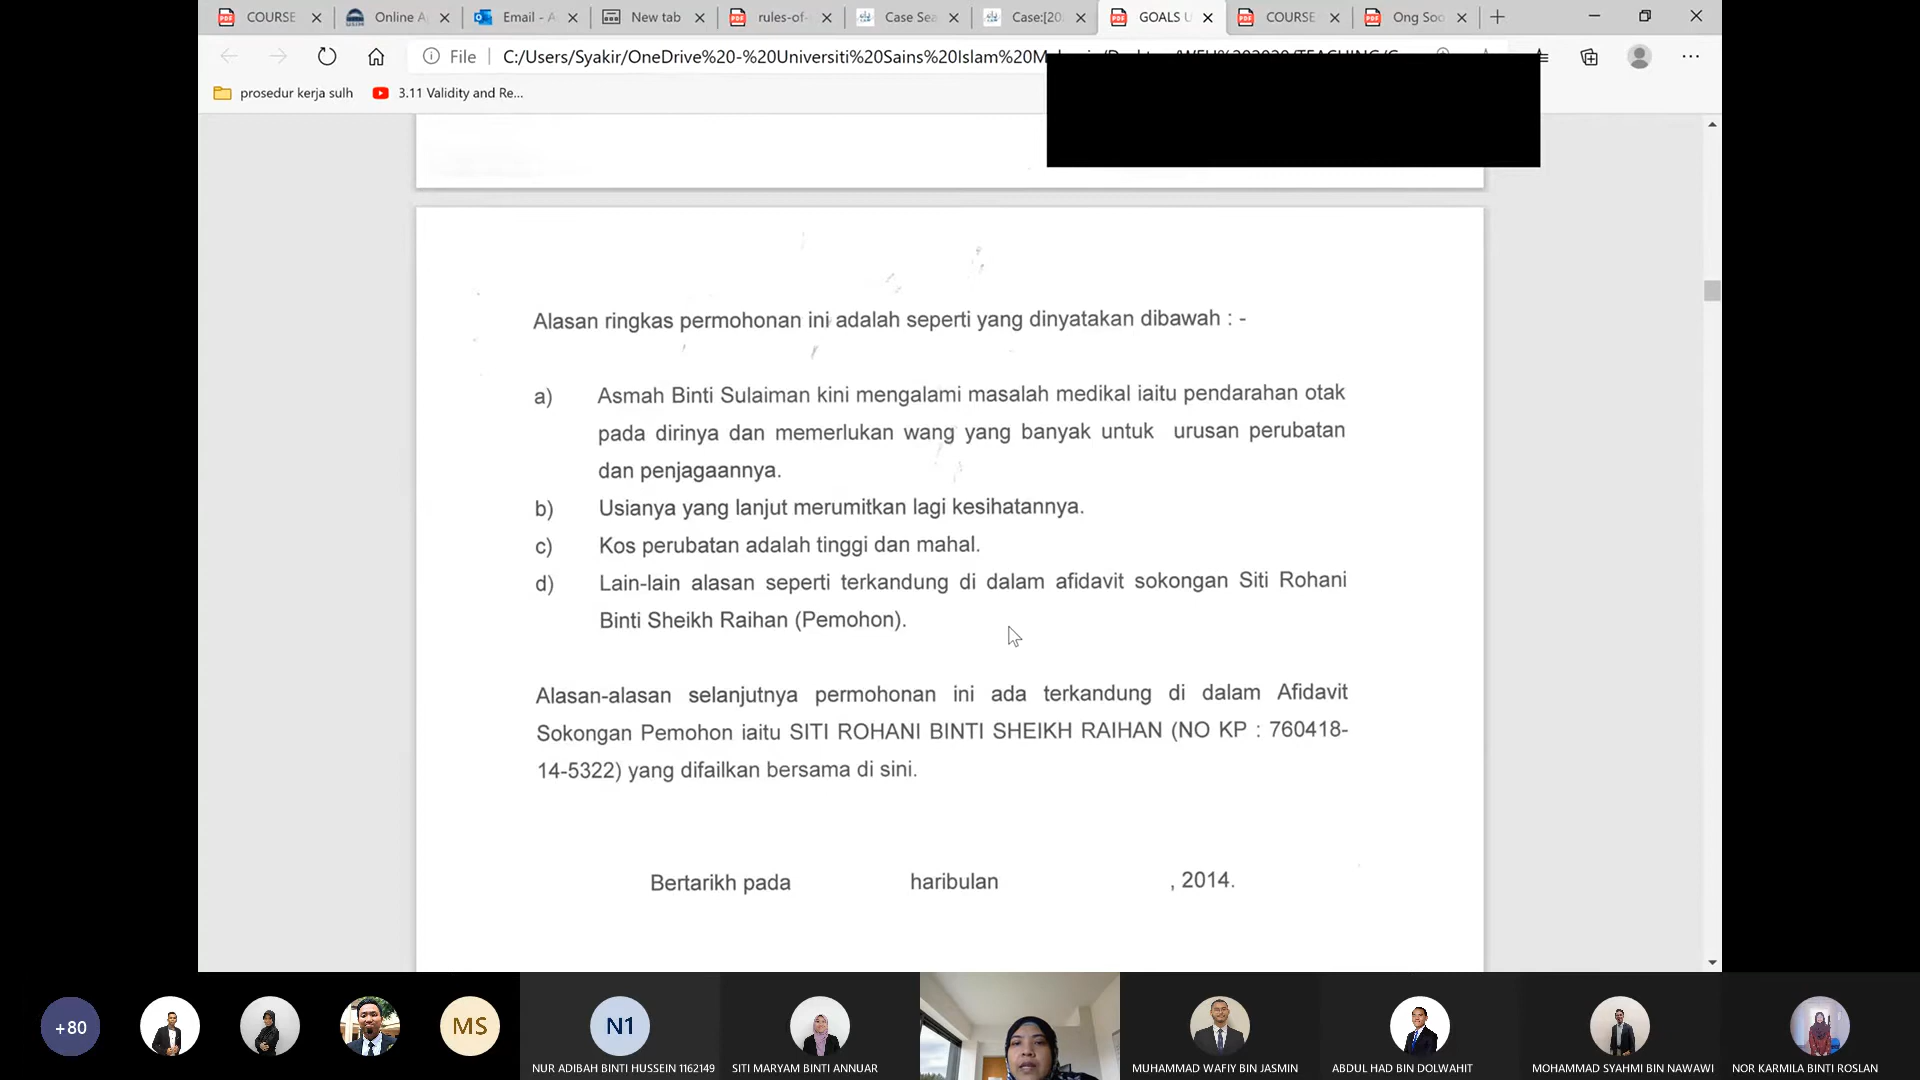 COURSE
Online A
Email - A
New tab
rules-of-
Case Sea
Case:[20
GOALS U
COURSE
Ong Soo
File
C:/Users/Syakir/OneDrive%20-%20Universiti%20Sains%20Islam%20M
prosedur kerja sulh
3.11 Validity and Re...
Alasan ringkas permohonan ini adalah seperti yang dinyatakan dibawah : -
a) Asmah Binti Sulaiman kini mengalami masalah medikal iaitu pendarahan otak
pada dirinya dan memerlukan wang yang banyak untuk urusan perubatan
dan penjagaannya.
b) Usianya yang lanjut merumitkan lagi kesihatannya.
c) Kos perubatan adalah tinggi dan mahal.
d) Lain-lain alasan seperti terkandung di dalam afidavit sokongan Siti Rohani
Binti Sheikh Raihan (Pemohon).
Alasan-alasan selanjutnya permohonan ini ada terkandung di dalam Afidavit
Sokongan Pemohon iaitu SITI ROHANI BINTI SHEIKH RAIHAN (NO KP : 760418-
14-5322) yang difailkan bersama di sini.
Bertarikh pada haribulan , 2014.
+80
MS
N1
NUR ADIBAH BINTI HUSSEIN 1162149
SITI MARYAM BINTI ANNUAR
MUHAMMAD WAFIY BIN JASMIN
ABDUL HAD BIN DOLWAHIT
MOHAMMAD SYAHMI BIN NAWAWI
NOR KARMILA BINTI ROSLAN